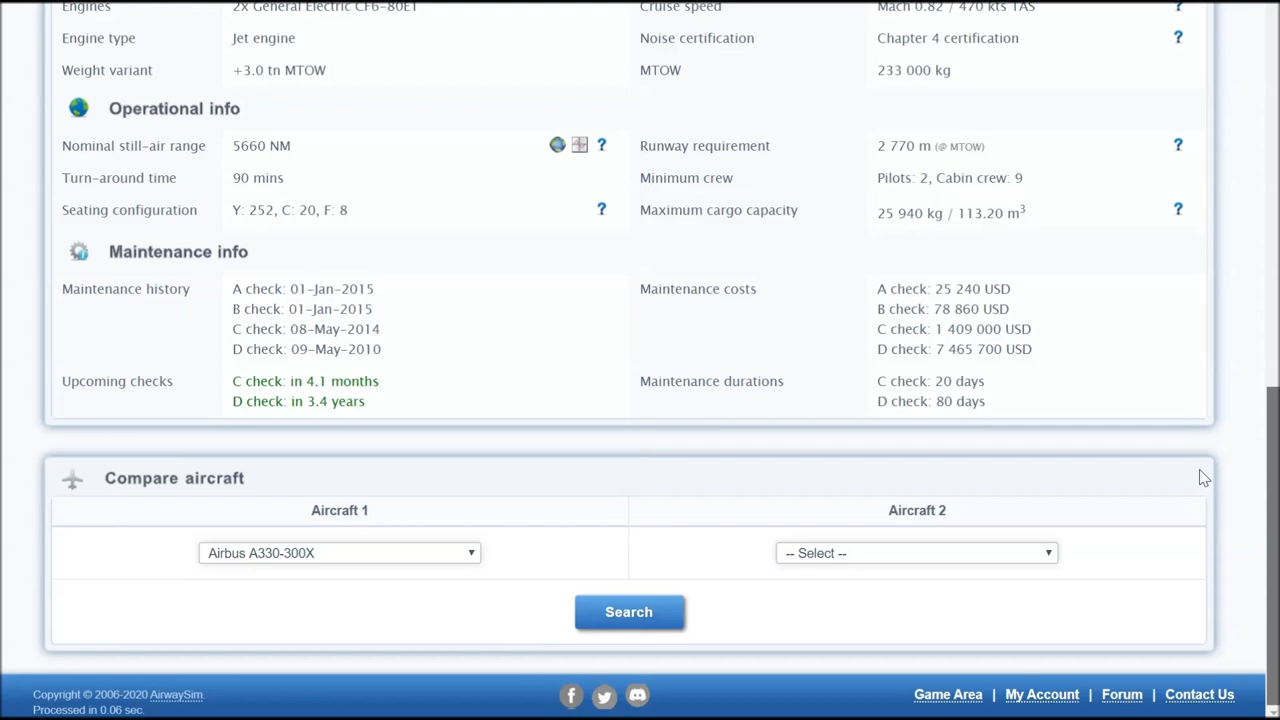 Engines 2x General Electric CF6-80E1 Cruise speed Mach 0.82 / 470 kts TAS ?
Engine type Jet engine Noise certification Chapter 4 certification ?
Weight variant +3.0 tn MTOW MTOW 233 000 kg
Operational info
Nominal still-air range 5660 NM ? Runway requirement 2 770 m (@ MTOW) ?
Turn-around time 90 mins Minimum crew Pilots: 2, Cabin crew: 9
Seating configuration Y: 252, C: 20, F: 8 ? Maximum cargo capacity 25 940 kg / 113.20 m³ ?
Maintenance info
Maintenance history A check: 01-Jan-2015 Maintenance costs A check: 25 240 USD
B check: 01-Jan-2015 B check: 78 860 USD
C check: 08-May-2014 C check: 1 409 000 USD
D check: 09-May-2010 D check: 7 465 700 USD
Upcoming checks C check: in 4.1 months Maintenance durations C check: 20 days
D check: in 3.4 years D check: 80 days
Compare aircraft
Aircraft 1 Aircraft 2
Airbus A330-300X -- Select --
Search
Copyright © 2006-2020 AirwaySim. Game Area | My Account | Forum | Contact Us
Processed in 0.06 sec.